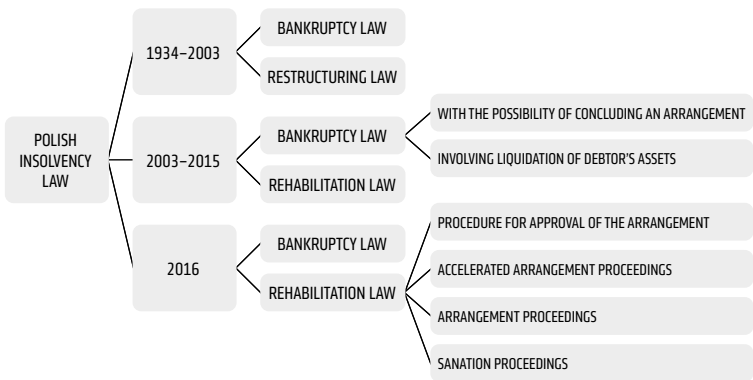 POLISH
INSOLVENCY
LAW
1934–2003
BANKRUPTCY LAW
RESTRUCTURING LAW
2003–2015
BANKRUPTCY LAW
WITH THE POSSIBILITY OF CONCLUDING AN ARRANGEMENT
INVOLVING LIQUIDATION OF DEBTOR'S ASSETS
REHABILITATION LAW
2016
BANKRUPTCY LAW
REHABILITATION LAW
PROCEDURE FOR APPROVAL OF THE ARRANGEMENT
ACCELERATED ARRANGEMENT PROCEEDINGS
ARRANGEMENT PROCEEDINGS
SANATION PROCEEDINGS